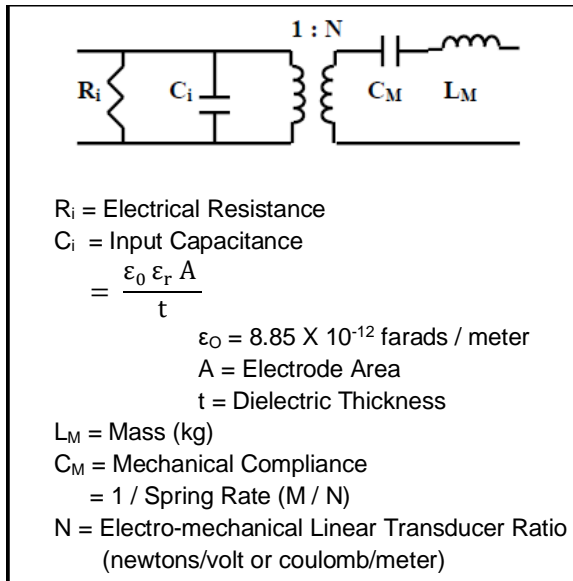 1 : N
Rᵢ Cᵢ C_M L_M
Rᵢ = Electrical Resistance
Cᵢ = Input Capacitance
= ε₀ εᵣ A / t
ε_O = 8.85 X 10⁻¹² farads / meter
A = Electrode Area
t = Dielectric Thickness
L_M = Mass (kg)
C_M = Mechanical Compliance
= 1 / Spring Rate (M / N)
N = Electro-mechanical Linear Transducer Ratio
(newtons/volt or coulomb/meter)